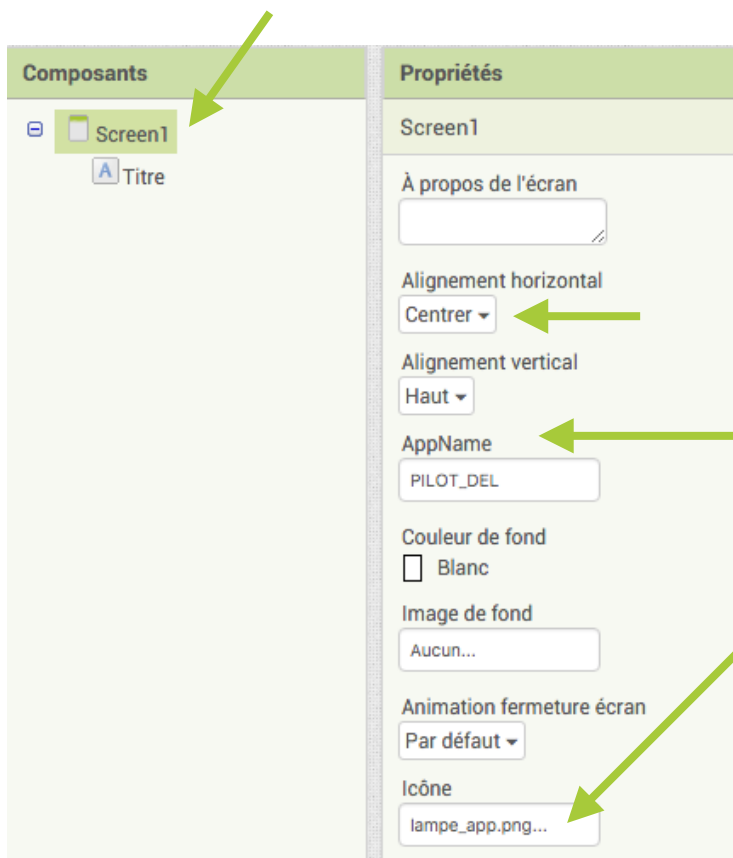 Composants
Screen1
Titre
Propriétés
Screen1
À propos de l'écran
Alignement horizontal
Centrer
Alignement vertical
Haut
AppName
PILOT_DEL
Couleur de fond
Blanc
Image de fond
Aucun...
Animation fermeture écran
Par défaut
Icône
lampe_app.png...